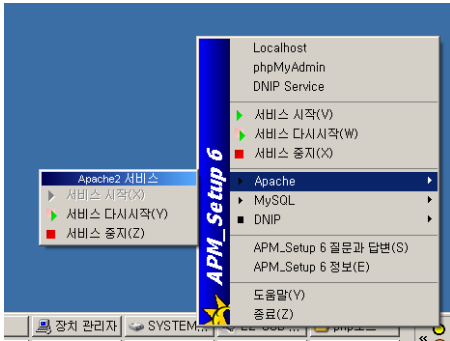 Localhost
phpMyAdmin
DNIP Service
서비스 시작(V)
서비스 다시시작(W)
서비스 중지(X)
Apache
MySQL
DNIP
APM_Setup 6 질문과 답변(S)
APM_Setup 6 정보(E)
도움말(Y)
종료(Z)
APM_Setup 6
Apache2 서비스
서비스 시작(X)
서비스 다시시작(Y)
서비스 중지(Z)
장치 관리자
SYSTEM...